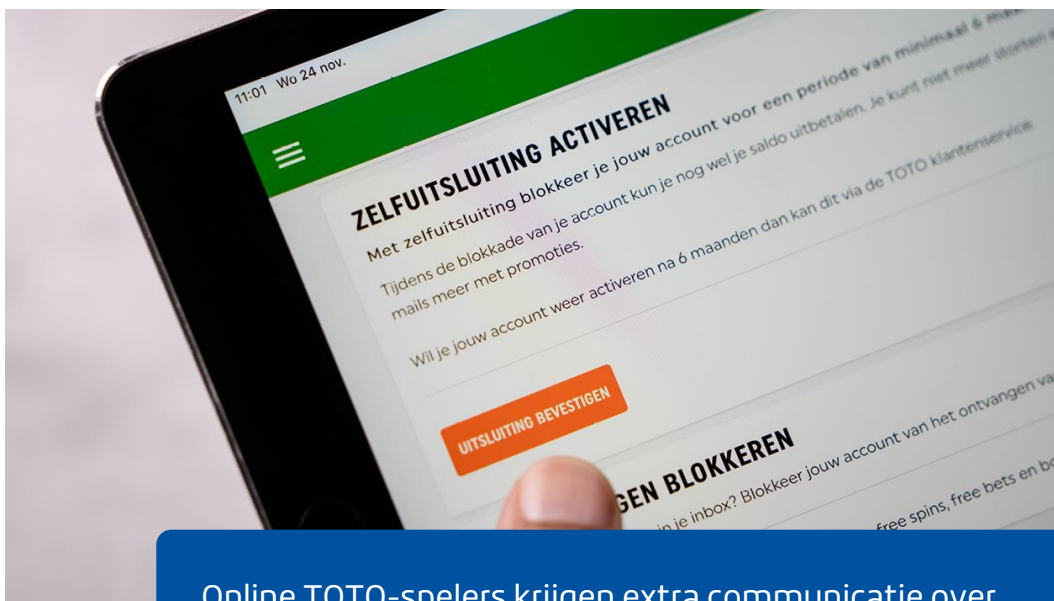 11:01 Wo 24 nov.
ZELFUITSLUITING ACTIVEREN
Met zelfuitsluiting blokkeer je jouw account voor een periode van minimaal 6
Tijdens de blokkade van je account kun je nog wel je saldo uitbetalen. Je kunt niet meer storten
mails meer met promoties.
Wil je jouw account weer activeren na 6 maanden dan kan dit via de TOTO klantenservice.
UITSLUITING BEVESTIGEN
GEN BLOKKEREN
in je inbox? Blokkeer jouw account van het ontvangen
free spins, free bets en
Online TOTO-spelers krijgen extra communicatie over